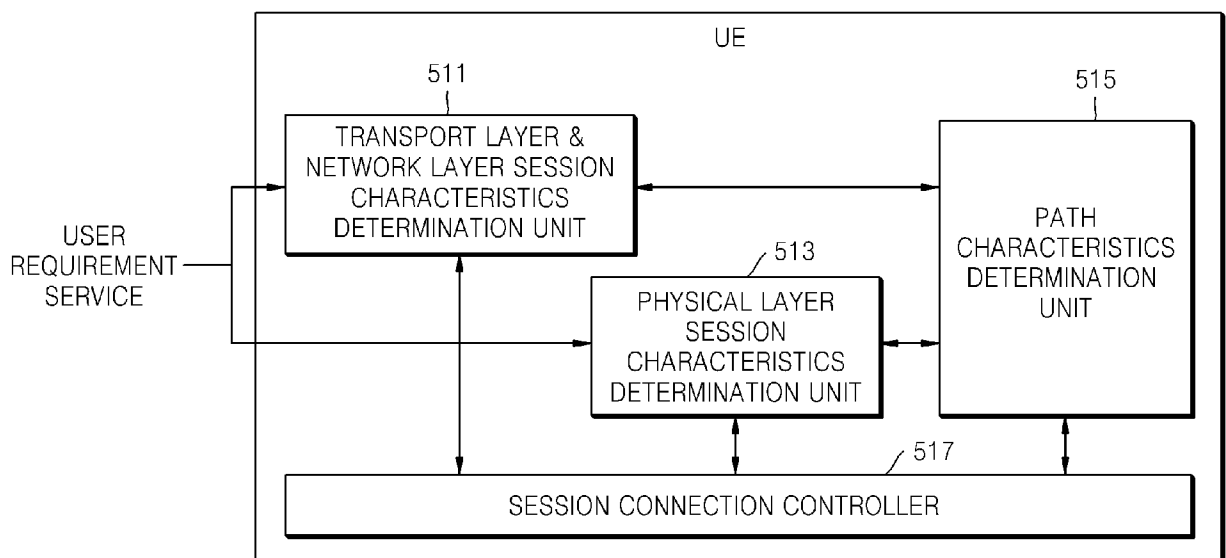 UE
511
TRANSPORT LAYER &
NETWORK LAYER SESSION
CHARACTERISTICS
DETERMINATION UNIT
515
PATH
CHARACTERISTICS
DETERMINATION
UNIT
USER
REQUIREMENT
SERVICE
513
PHYSICAL LAYER
SESSION
CHARACTERISTICS
DETERMINATION UNIT
517
SESSION CONNECTION CONTROLLER